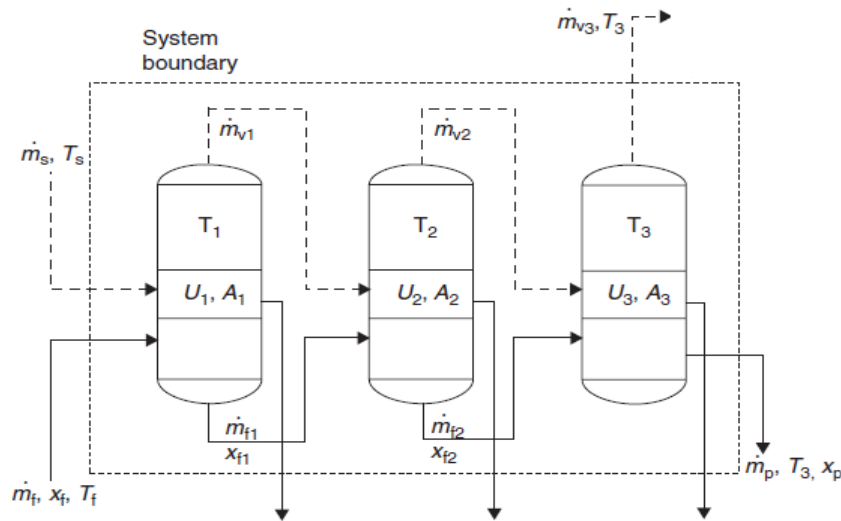 ṁv3, T3
System
boundary
ṁv1
ṁv2
ṁs, Ts
T1
T2
T3
U1, A1
U2, A2
U3, A3
ṁf1
xf1
ṁf2
xf2
ṁf, xf, Tf
ṁp, T3, xp